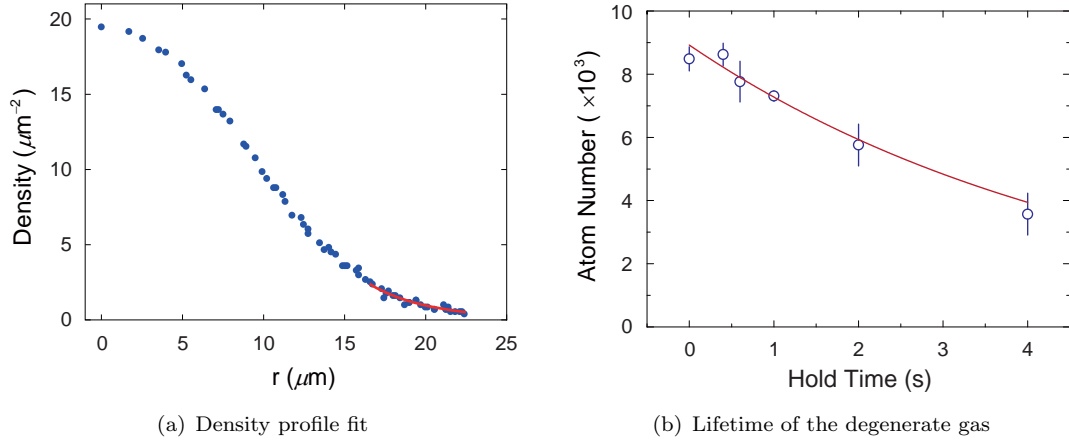 20
15
10
5
0
Density (μm⁻²)
0 5 10 15 20 25
r (μm)
(a) Density profile fit
10
8
6
4
2
0
Atom Number ( ×10³)
0 1 2 3 4
Hold Time (s)
(b) Lifetime of the degenerate gas